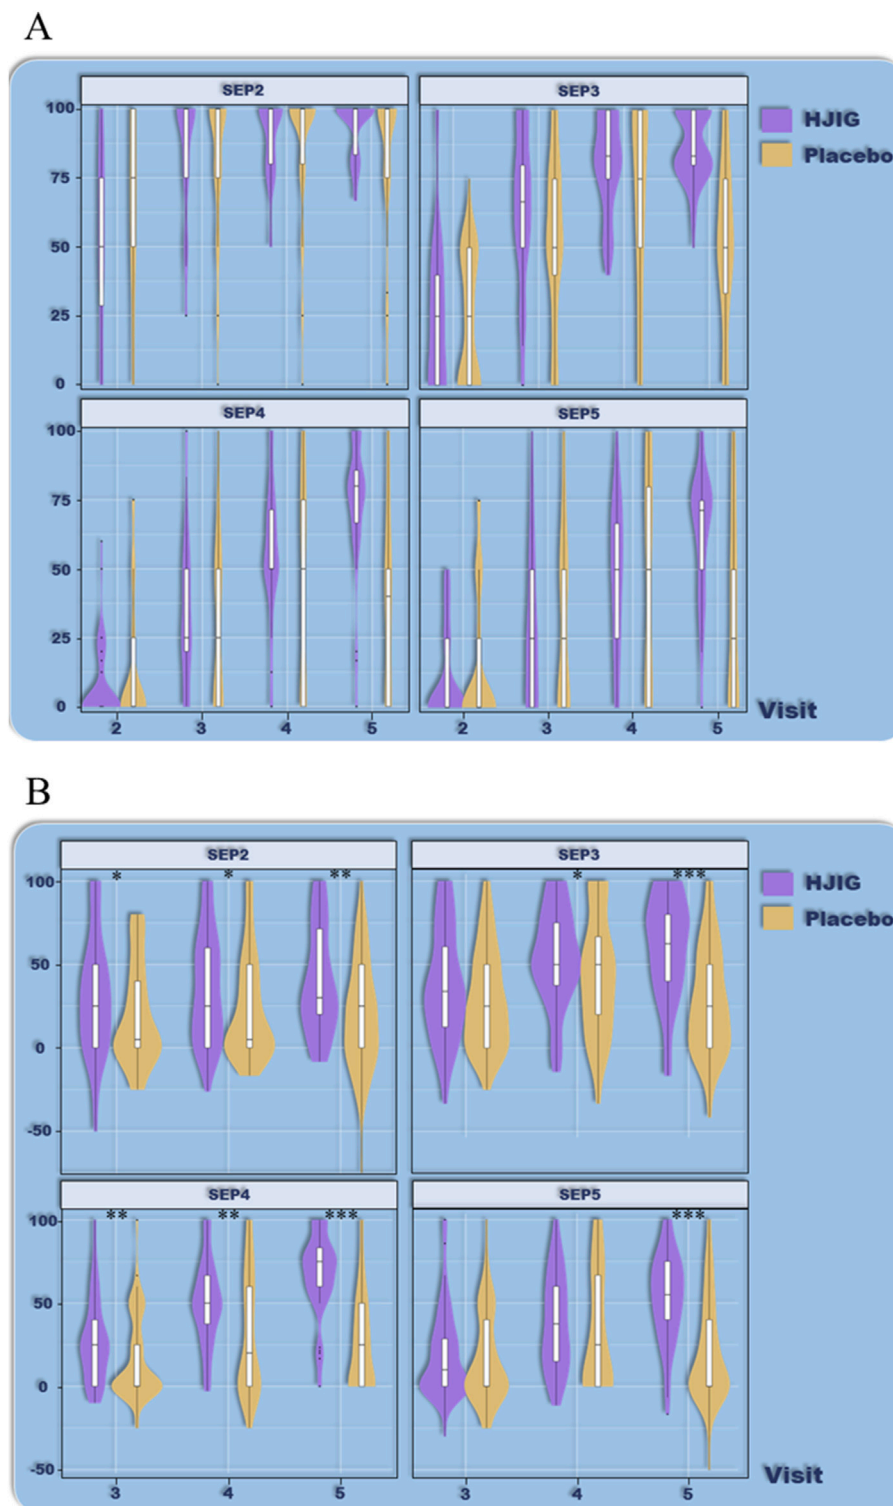 A
SEP2 SEP3
100 HJIG
Placebo
75
50
25
0
SEP4 SEP5
100
75
50
25
0 Visit
2 3 4 5 2 3 4 5
B
SEP2 SEP3
* * ** * ***
100 HJIG
Placebo
50
0
-50
SEP4 SEP5
** ** *** ***
100
50
0
-50 Visit
3 4 5 3 4 5